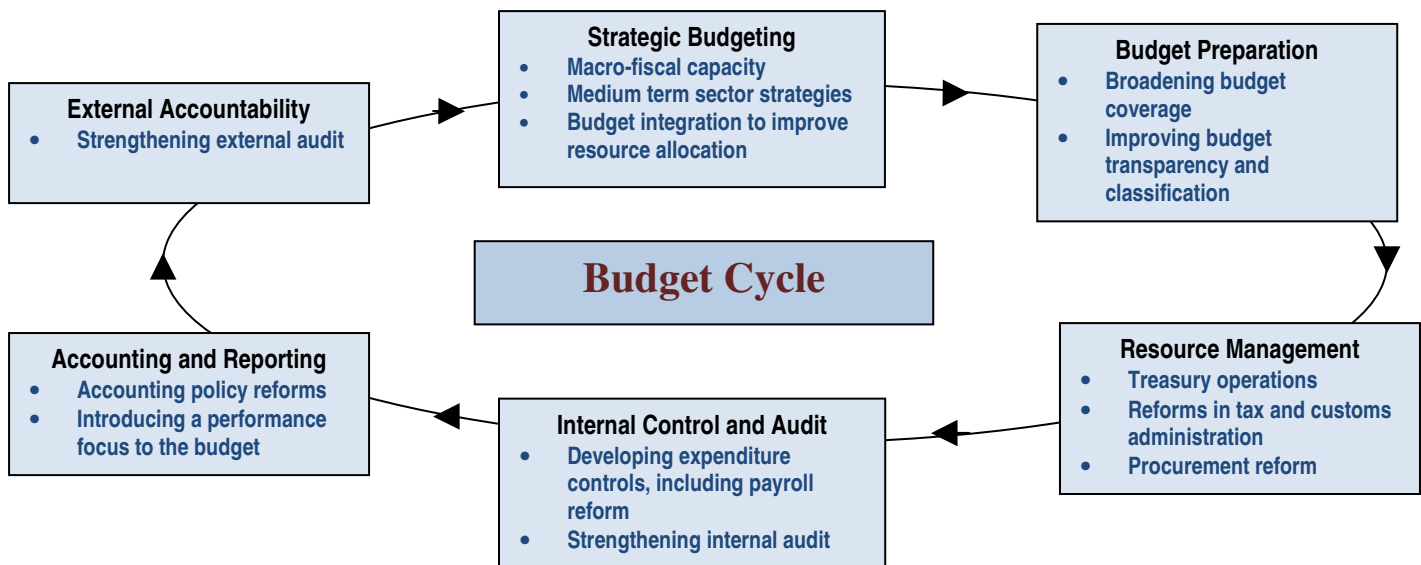 Strategic Budgeting
• Macro-fiscal capacity
• Medium term sector strategies
• Budget integration to improve
resource allocation
Budget Preparation
• Broadening budget
coverage
• Improving budget
transparency and
classification
External Accountability
• Strengthening external audit
Budget Cycle
Resource Management
• Treasury operations
• Reforms in tax and customs
administration
• Procurement reform
Internal Control and Audit
• Developing expenditure
controls, including payroll
reform
• Strengthening internal audit
Accounting and Reporting
• Accounting policy reforms
• Introducing a performance
focus to the budget